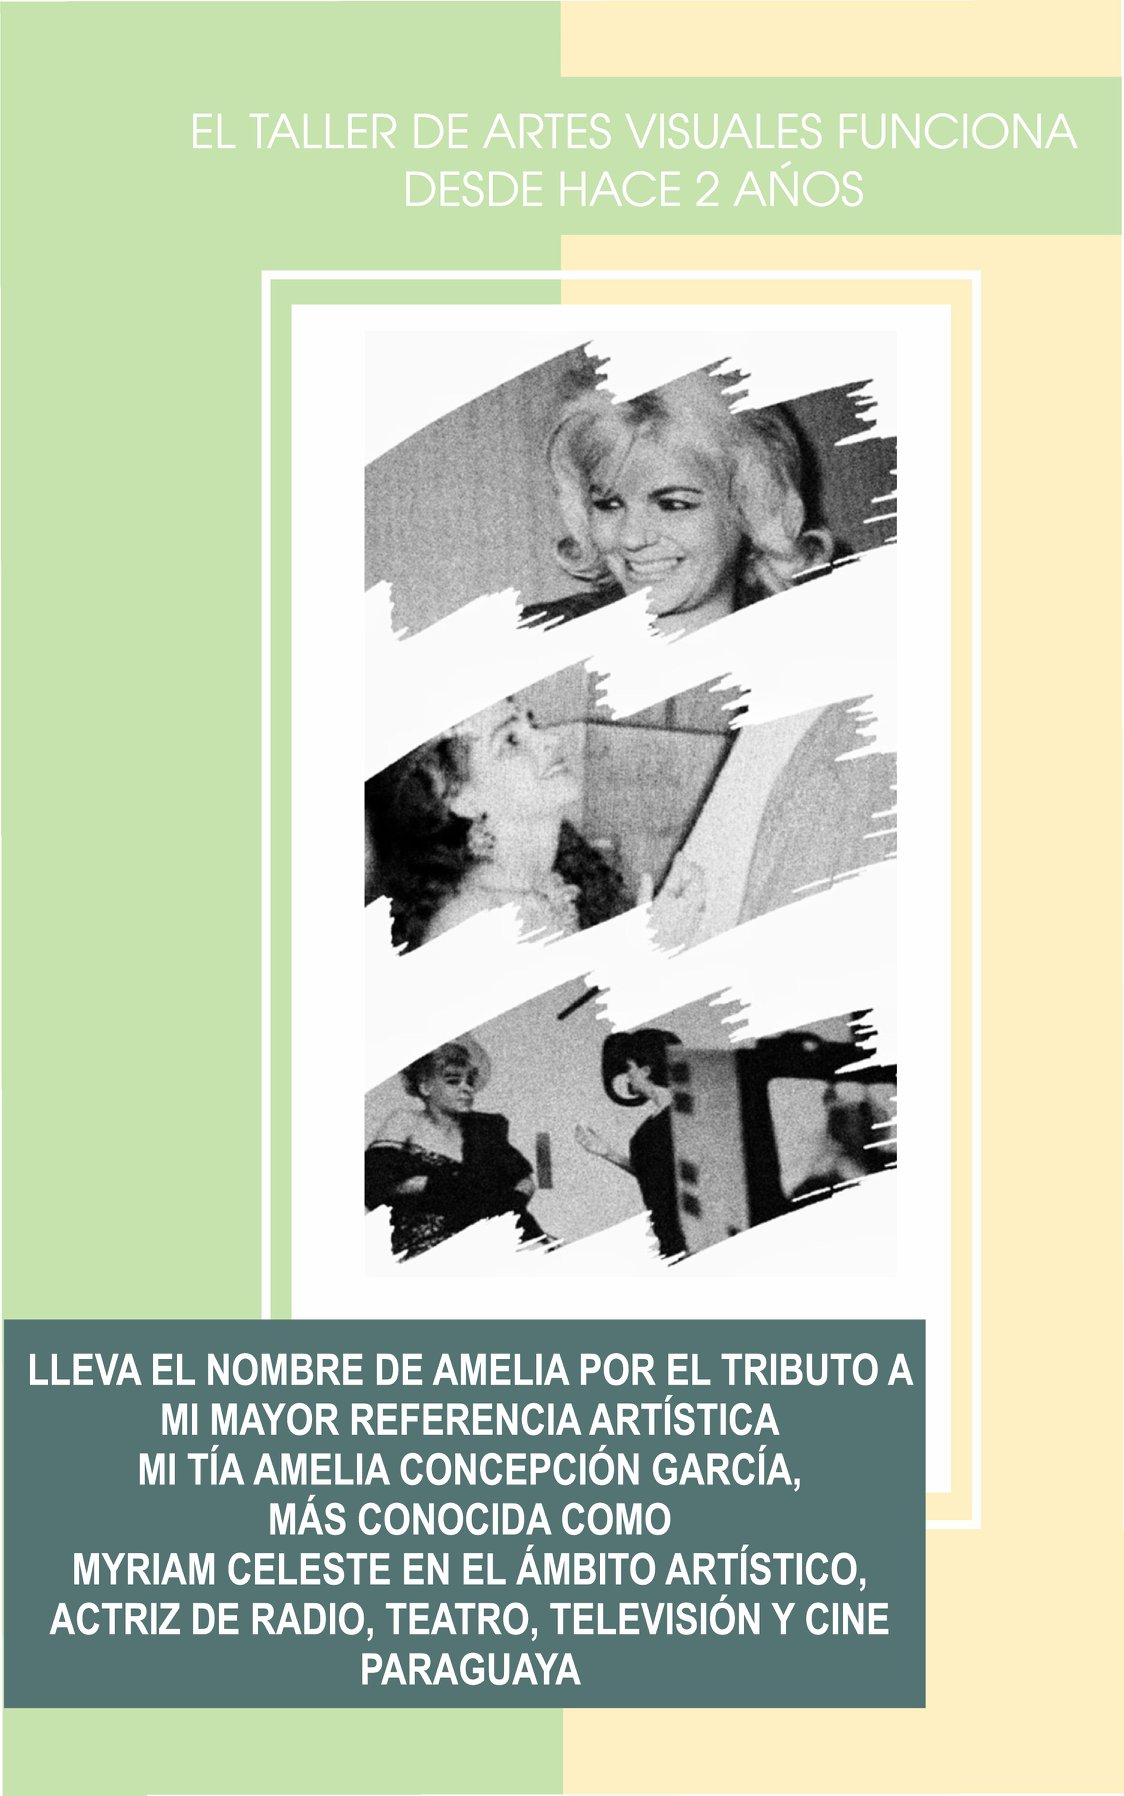 EL TALLER DE ARTES VISUALES FUNCIONA
DESDE HACE 2 AÑOS
LLEVA EL NOMBRE DE AMELIA POR EL TRIBUTO A
MI MAYOR REFERENCIA ARTÍSTICA
MI TÍA AMELIA CONCEPCIÓN GARCÍA,
MÁS CONOCIDA COMO
MYRIAM CELESTE EN EL ÁMBITO ARTÍSTICO,
ACTRIZ DE RADIO, TEATRO, TELEVISIÓN Y CINE
PARAGUAYA